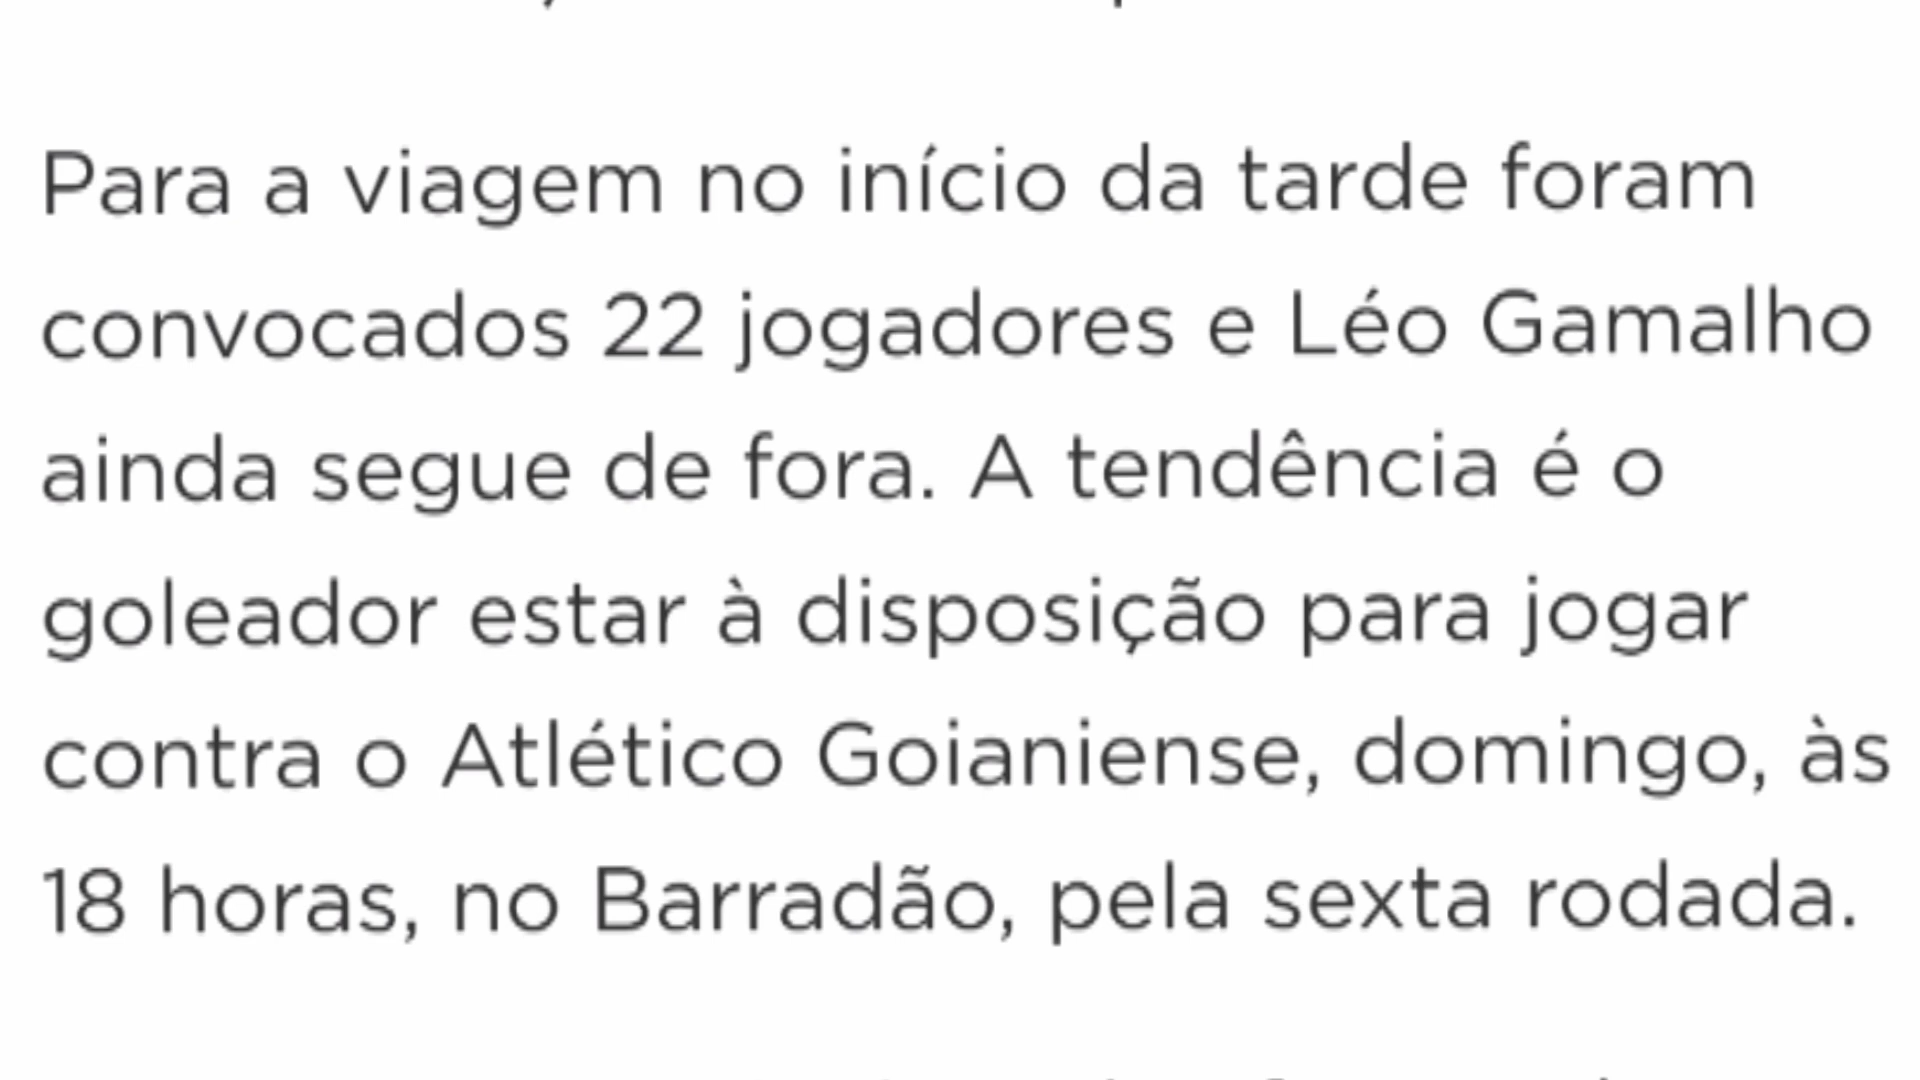 Para a viagem no início da tarde foram
convocados 22 jogadores e Léo Gamalho
ainda segue de fora. A tendência é o
goleador estar à disposição para jogar
contra o Atlético Goianiense, domingo, às
18 horas, no Barradão, pela sexta rodada.